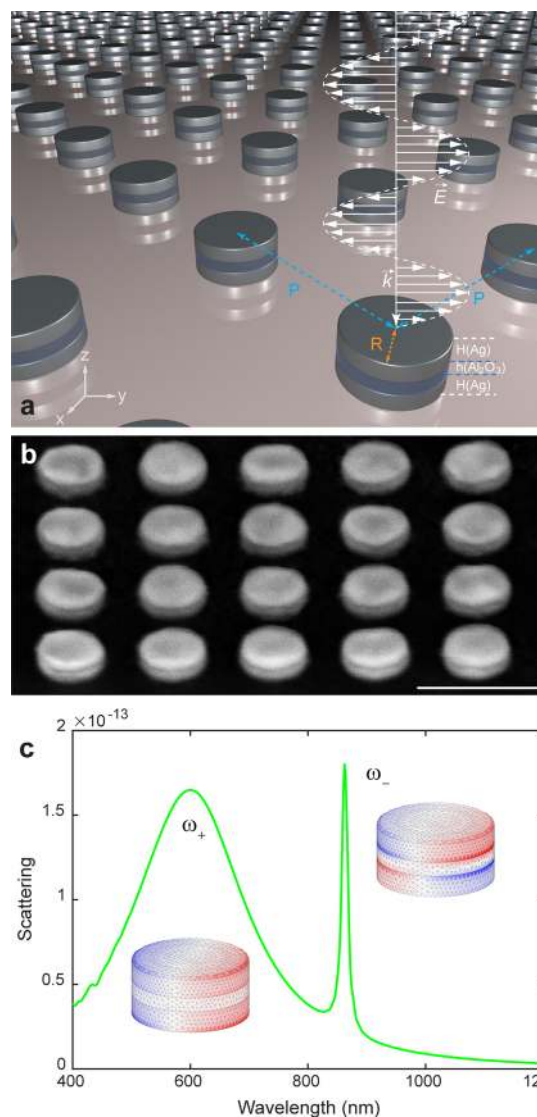 E
k
P
P
R
H(Ag)
h(Al₂O₃)
H(Ag)
z
y
x
a
b
c
2 ×10⁻¹³
1.5
1
0.5
0
Scattering
ω₊
ω₋
400
600
800
1000
Wavelength (nm)